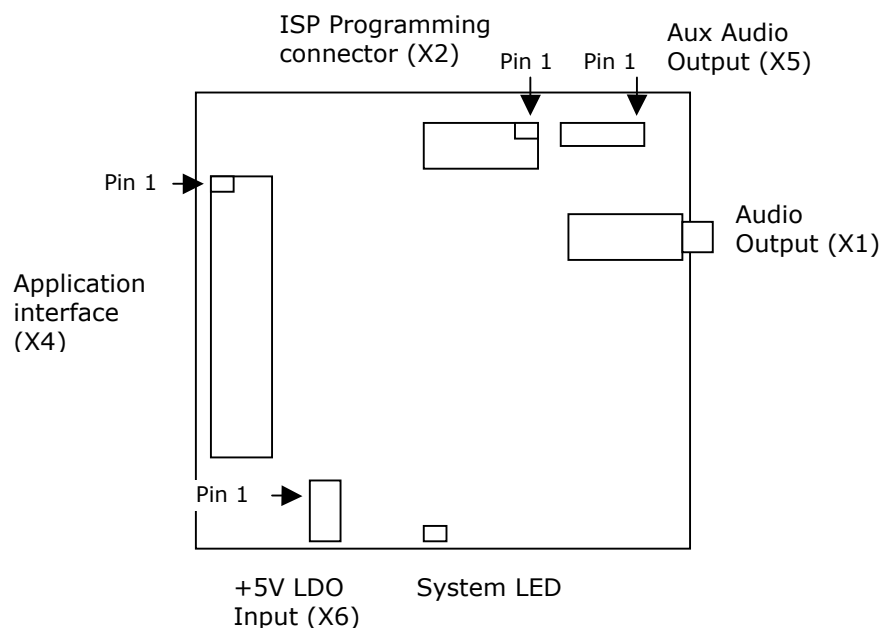 ISP Programming
connector (X2)
Pin 1
Pin 1
Aux Audio
Output (X5)
Pin 1
Audio
Output (X1)
Application
interface
(X4)
Pin 1
+5V LDO
Input (X6)
System LED